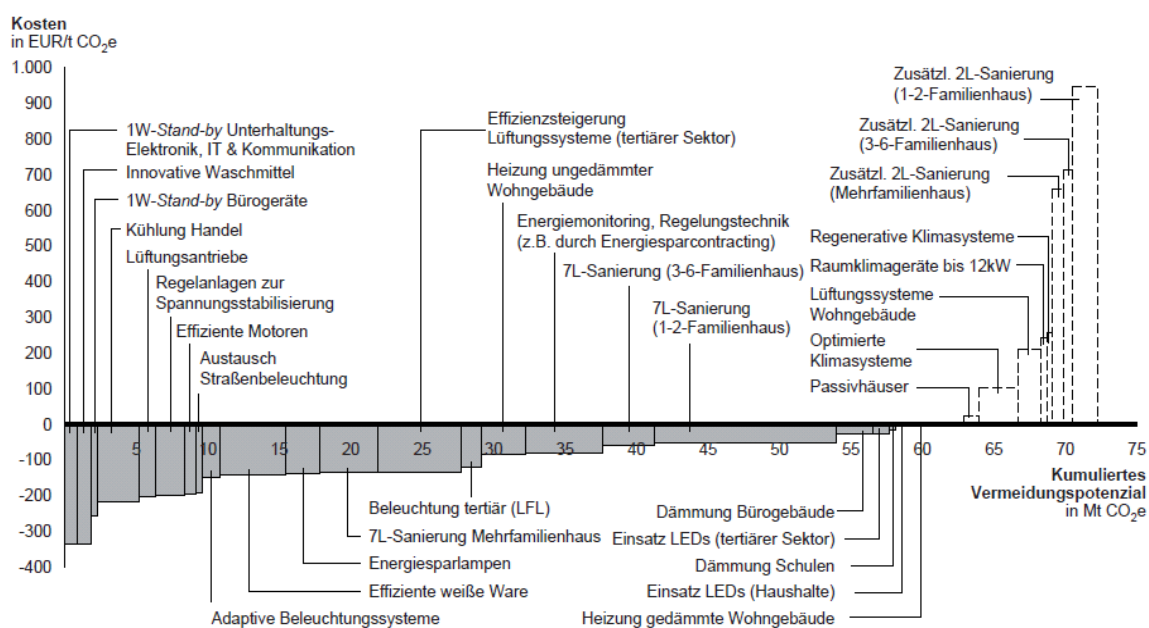 Kosten
in EUR/t CO2e
1.000
900
800
700
600
500
400
300
200
100
0
-100
-200
-300
-400
1W-Stand-by Unterhaltungs-
Elektronik, IT & Kommunikation
Innovative Waschmittel
1W-Stand-by Bürogeräte
Kühlung Handel
Lüftungsantriebe
Regelanlagen zur
Spannungsstabilisierung
Effiziente Motoren
Austausch
Straßenbeleuchtung
Effizienzsteigerung
Lüftungssysteme (tertiärer Sektor)
Heizung ungedämmter
Wohngebäude
Energiemonitoring, Regelungstechnik
(z.B. durch Energiesparcontracting)
7L-Sanierung (3-6-Familienhaus)
7L-Sanierung
(1-2-Familienhaus)
Zusätzl. 2L-Sanierung
(1-2-Familienhaus)
Zusätzl. 2L-Sanierung
(3-6-Familienhaus)
Zusätzl. 2L-Sanierung
(Mehrfamilienhaus)
Regenerative Klimasysteme
Raumklimageräte bis 12kW
Lüftungssysteme
Wohngebäude
Optimierte
Klimasysteme
Passivhäuser
5 10 15 20 25 30 35 40 45 50 55 60 65 70 75
Kumuliertes
Vermeidungspotenzial
in Mt CO2e
Beleuchtung tertiär (LFL)
7L-Sanierung Mehrfamilienhaus
Energiesparlampen
Effiziente weiße Ware
Adaptive Beleuchtungssysteme
Dämmung Bürogebäude
Einsatz LEDs (tertiärer Sektor)
Dämmung Schulen
Einsatz LEDs (Haushalte)
Heizung gedämmte Wohngebäude